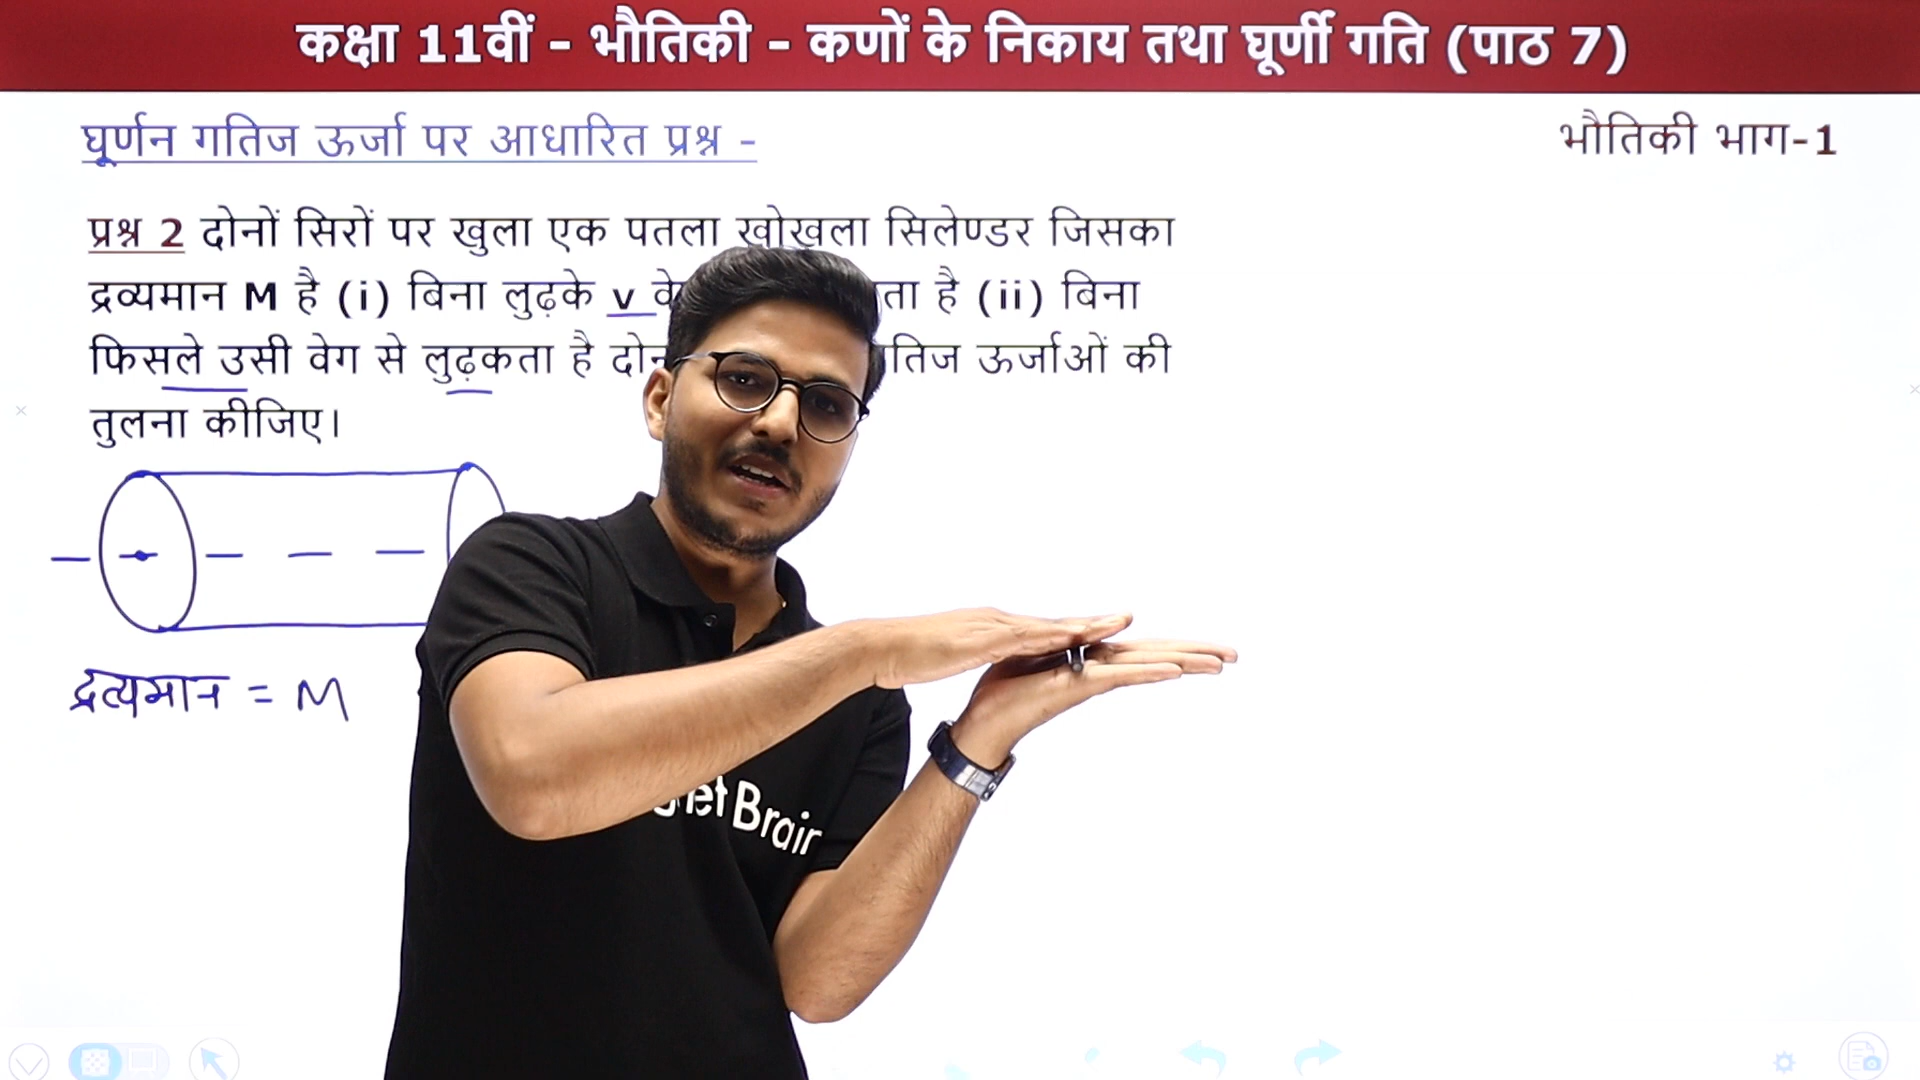 कक्षा 11वीं - भौतिकी - कणों के निकाय तथा घूर्णी गति (पाठ 7)
घूर्णन गतिज ऊर्जा पर आधारित प्रश्न -
भौतिकी भाग-1
प्रश्न 2 दोनों सिरों पर खुला एक पतला खोखला सिलेण्डर जिसका
द्रव्यमान M है (i) बिना लुढ़के v है (ii) बिना
फिसले उसी वेग से लुढ़कता है ऊर्जाओं की
तुलना कीजिए।
द्रव्यमान = M